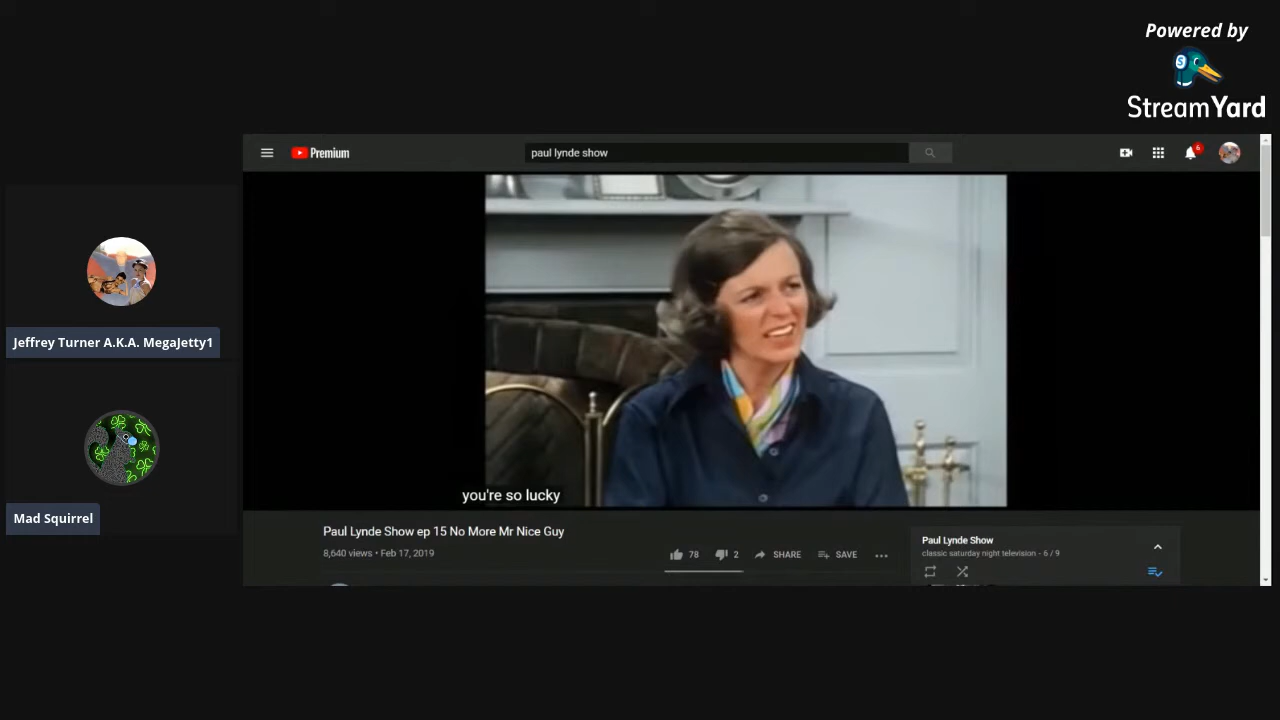 Powered by
StreamYard
Premium
paul lynde show
6
Jeffrey Turner A.K.A. MegaJetty1
Mad Squirrel
you're so lucky
Paul Lynde Show ep 15 No More Mr Nice Guy
8,640 views • Feb 17, 2019
78
2
SHARE
SAVE
Paul Lynde Show
classic saturday night television - 6 / 9